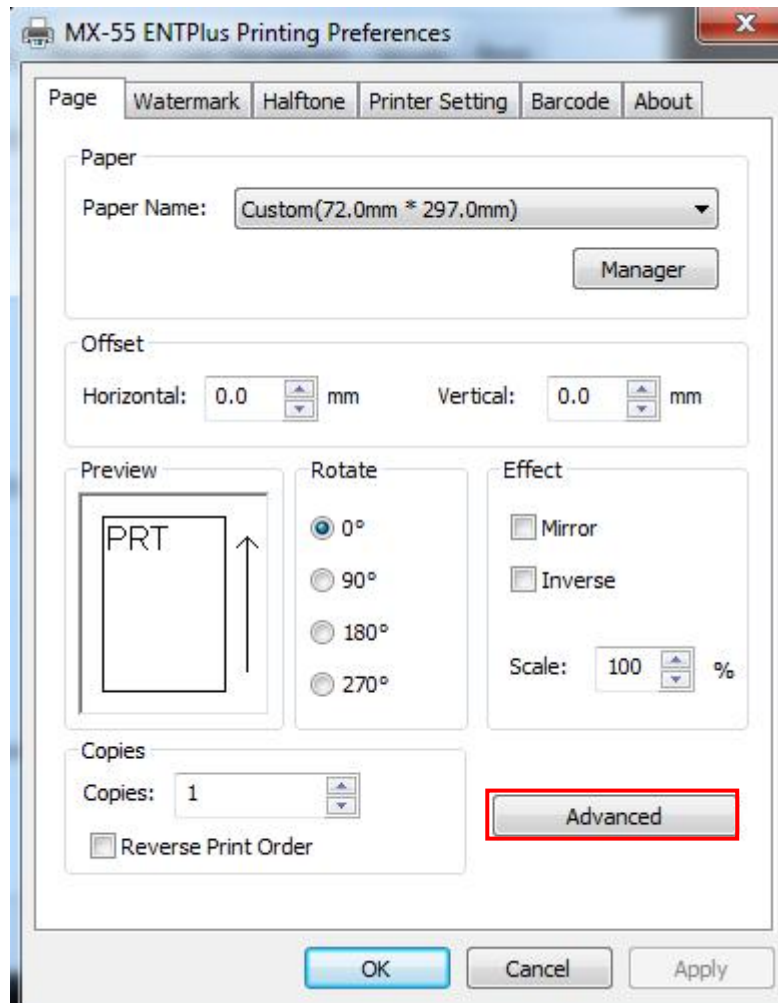 MX-55 ENTPlus Printing Preferences
Page Watermark Halftone Printer Setting Barcode About
Paper
Paper Name: Custom(72.0mm * 297.0mm)
Manager
Offset
Horizontal: 0.0 mm Vertical: 0.0 mm
Preview Rotate Effect
PRT
0° Mirror
90° Inverse
180°
Scale: 100 %
270°
Copies
Copies: 1
Advanced
Reverse Print Order
OK Cancel Apply